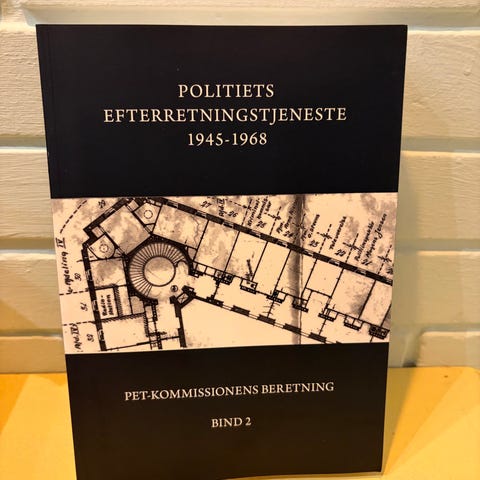 POLITIETS
EFTERRETNINGSTJENESTE
1945-1968
PET-KOMMISSIONENS BERETNING
BIND 2